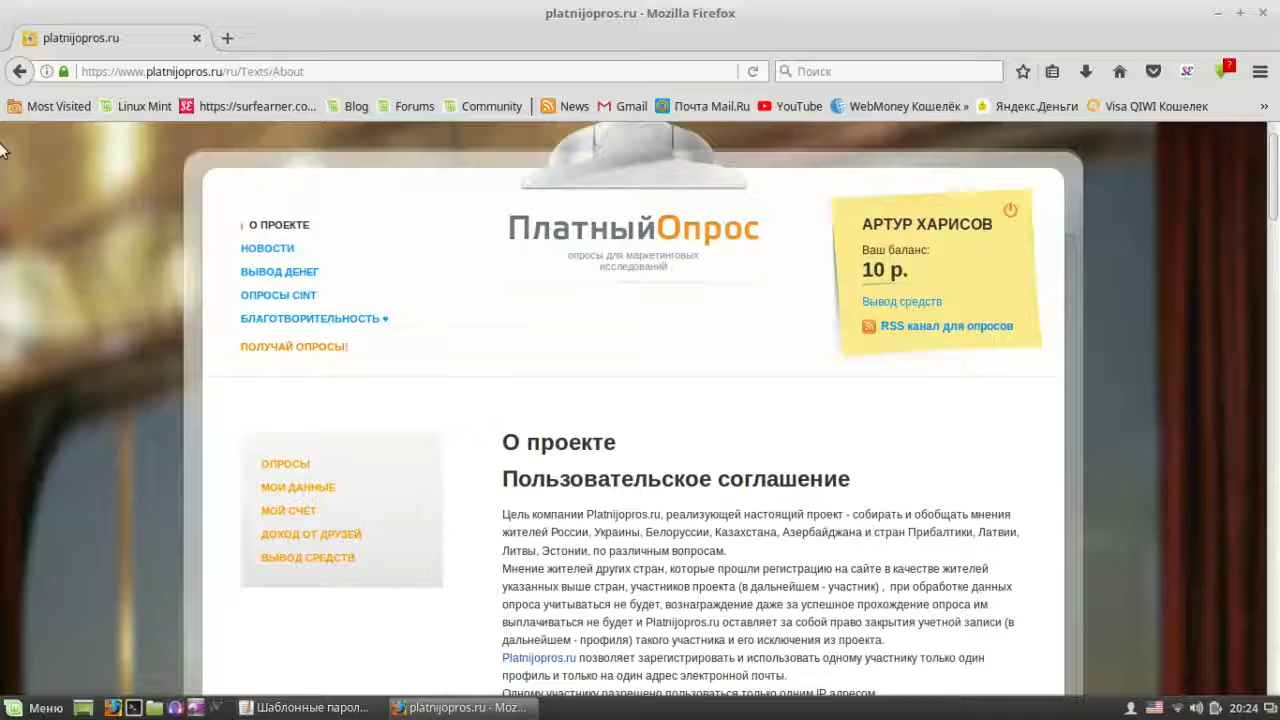 platnijopros.ru - Mozilla Firefox
platnijopros.ru
https://www.platnijopros.ru/ru/Texts/About
Поиск
Most Visited
Linux Mint
https://surfearner.co...
Blog
Forums
Community
News
Gmail
Почта Mail.Ru
YouTube
WebMoney Кошелёк »
Яндекс.Деньги
Visa QIWI Кошелек
О ПРОЕКТЕ
НОВОСТИ
ВЫВОД ДЕНЕГ
ОПРОСЫ CINT
БЛАГОТВОРИТЕЛЬНОСТЬ ♥
ПОЛУЧАЙ ОПРОСЫ!
ПлатныйОпрос
опросы для маркетинговых
исследований
АРТУР ХАРИСОВ
Ваш баланс:
10 р.
Вывод средств
RSS канал для опросов
ОПРОСЫ
МОИ ДАННЫЕ
МОЙ СЧЁТ
ДОХОД ОТ ДРУЗЕЙ
ВЫВОД СРЕДСТВ
О проекте
Пользовательское соглашение
Цель компании Platnijopros.ru, реализующей настоящий проект - собирать и обобщать мнения
жителей России, Украины, Белоруссии, Казахстана, Азербайджана и стран Прибалтики, Латвии,
Литвы, Эстонии, по различным вопросам.
Мнение жителей других стран, которые прошли регистрацию на сайте в качестве жителей
указанных выше стран, участников проекта (в дальнейшем - участник) , при обработке данных
опроса учитываться не будет, вознаграждение даже за успешное прохождение опроса им
выплачиваться не будет и Platnijopros.ru оставляет за собой право закрытия учетной записи (в
дальнейшем - профиля) такого участника и его исключения из проекта.
Platnijopros.ru позволяет зарегистрировать и использовать одному участнику только один
профиль и только на один адрес электронной почты.
Одному участнику разрешено пользоваться только одним IP адресом
Меню
Шаблонные парол...
platnijopros.ru - Moz...
20:24